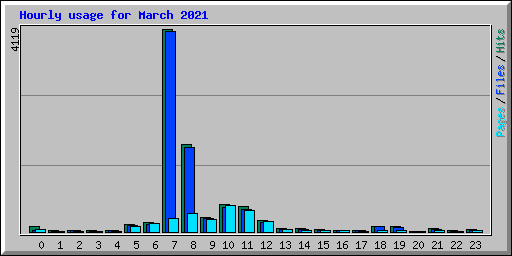 Hourly usage for March 2021
4119
Pages/Files/Hits
0 1 2 3 4 5 6 7 8 9 10 11 12 13 14 15 16 17 18 19 20 21 22 23